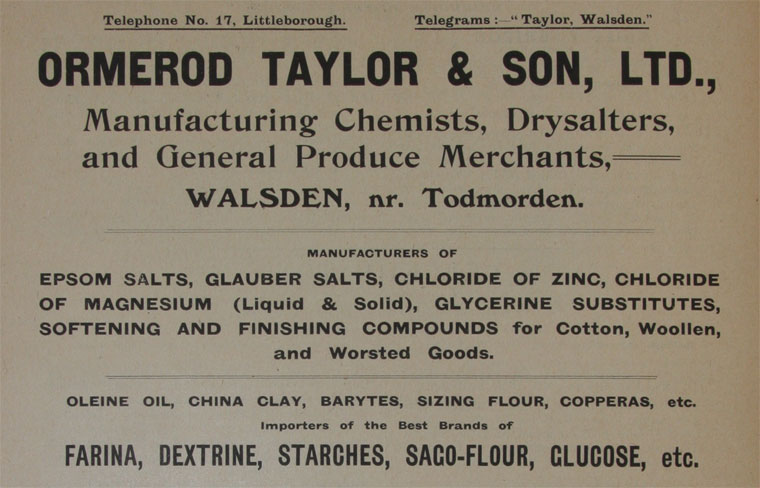 Telephone No. 17, Littleborough. Telegrams:—"Taylor, Walsden."
ORMEROD TAYLOR & SON, LTD.,
Manufacturing Chemists, Drysalters,
and General Produce Merchants,
WALSDEN, nr. Todmorden.
MANUFACTURERS OF
EPSOM SALTS, GLAUBER SALTS, CHLORIDE OF ZINC, CHLORIDE
OF MAGNESIUM (Liquid & Solid), GLYCERINE SUBSTITUTES,
SOFTENING AND FINISHING COMPOUNDS for Cotton, Woollen,
and Worsted Goods.
OLEINE OIL, CHINA CLAY, BARYTES, SIZING FLOUR, COPPERAS, etc.
Importers of the Best Brands of
FARINA, DEXTRINE, STARCHES, SAGO-FLOUR, GLUCOSE, etc.